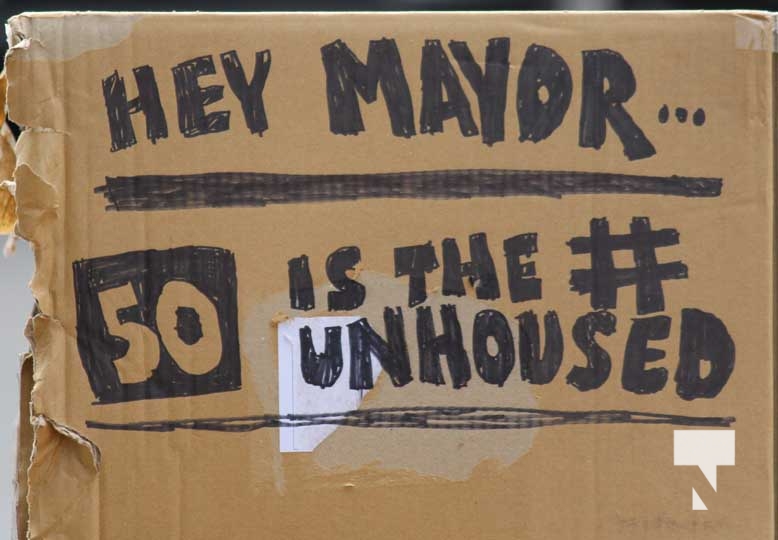 HEY MAYOR...
50 IS THE #
UNHOUSED